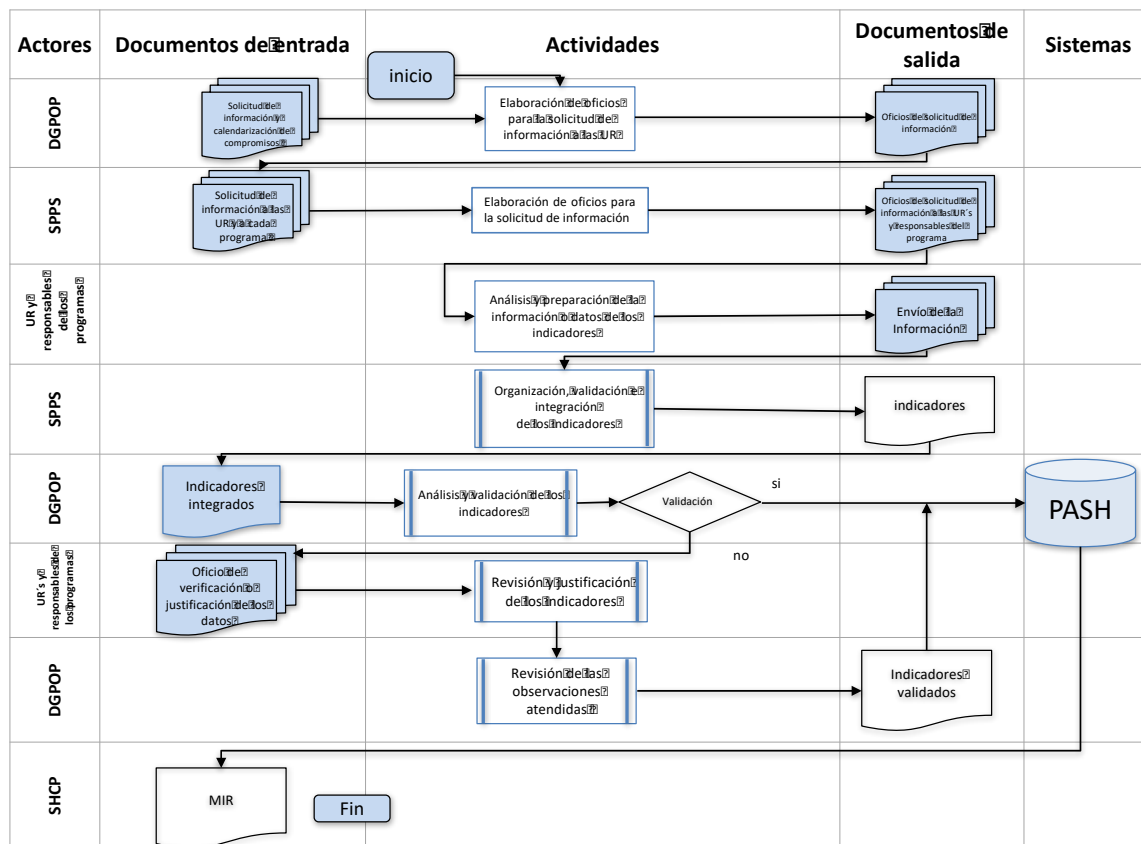 Actores
Documentos de entrada
Actividades
Documentos de
salida
Sistemas
inicio
DGPOP
Solicitud de
información y
calendarización de
compromisos
Elaboración de oficios
para la solicitud de
información a las UR
Oficios de solicitud de
información
SPPS
Solicitud de
información a las
UR y a cada
programa
Elaboración de oficios para
la solicitud de información
Oficios de solicitud de
información a las UR´s
y responsables del
programa
UR y
responsables
de los
programas
Análisis y preparación de la
información o datos de los
indicadores
Envío de la
Información
SPPS
Organización, validación e
integración
de los indicadores
indicadores
DGPOP
Indicadores
integrados
Análisis y validación de los
indicadores
Validación
si
no
PASH
UR´s y
responsables de
los programas
Oficio de
verificación o
justificación de los
datos
Revisión y justificación
de los indicadores
DGPOP
Revisión de las
observaciones
atendidas
Indicadores
validados
SHCP
MIR
Fin